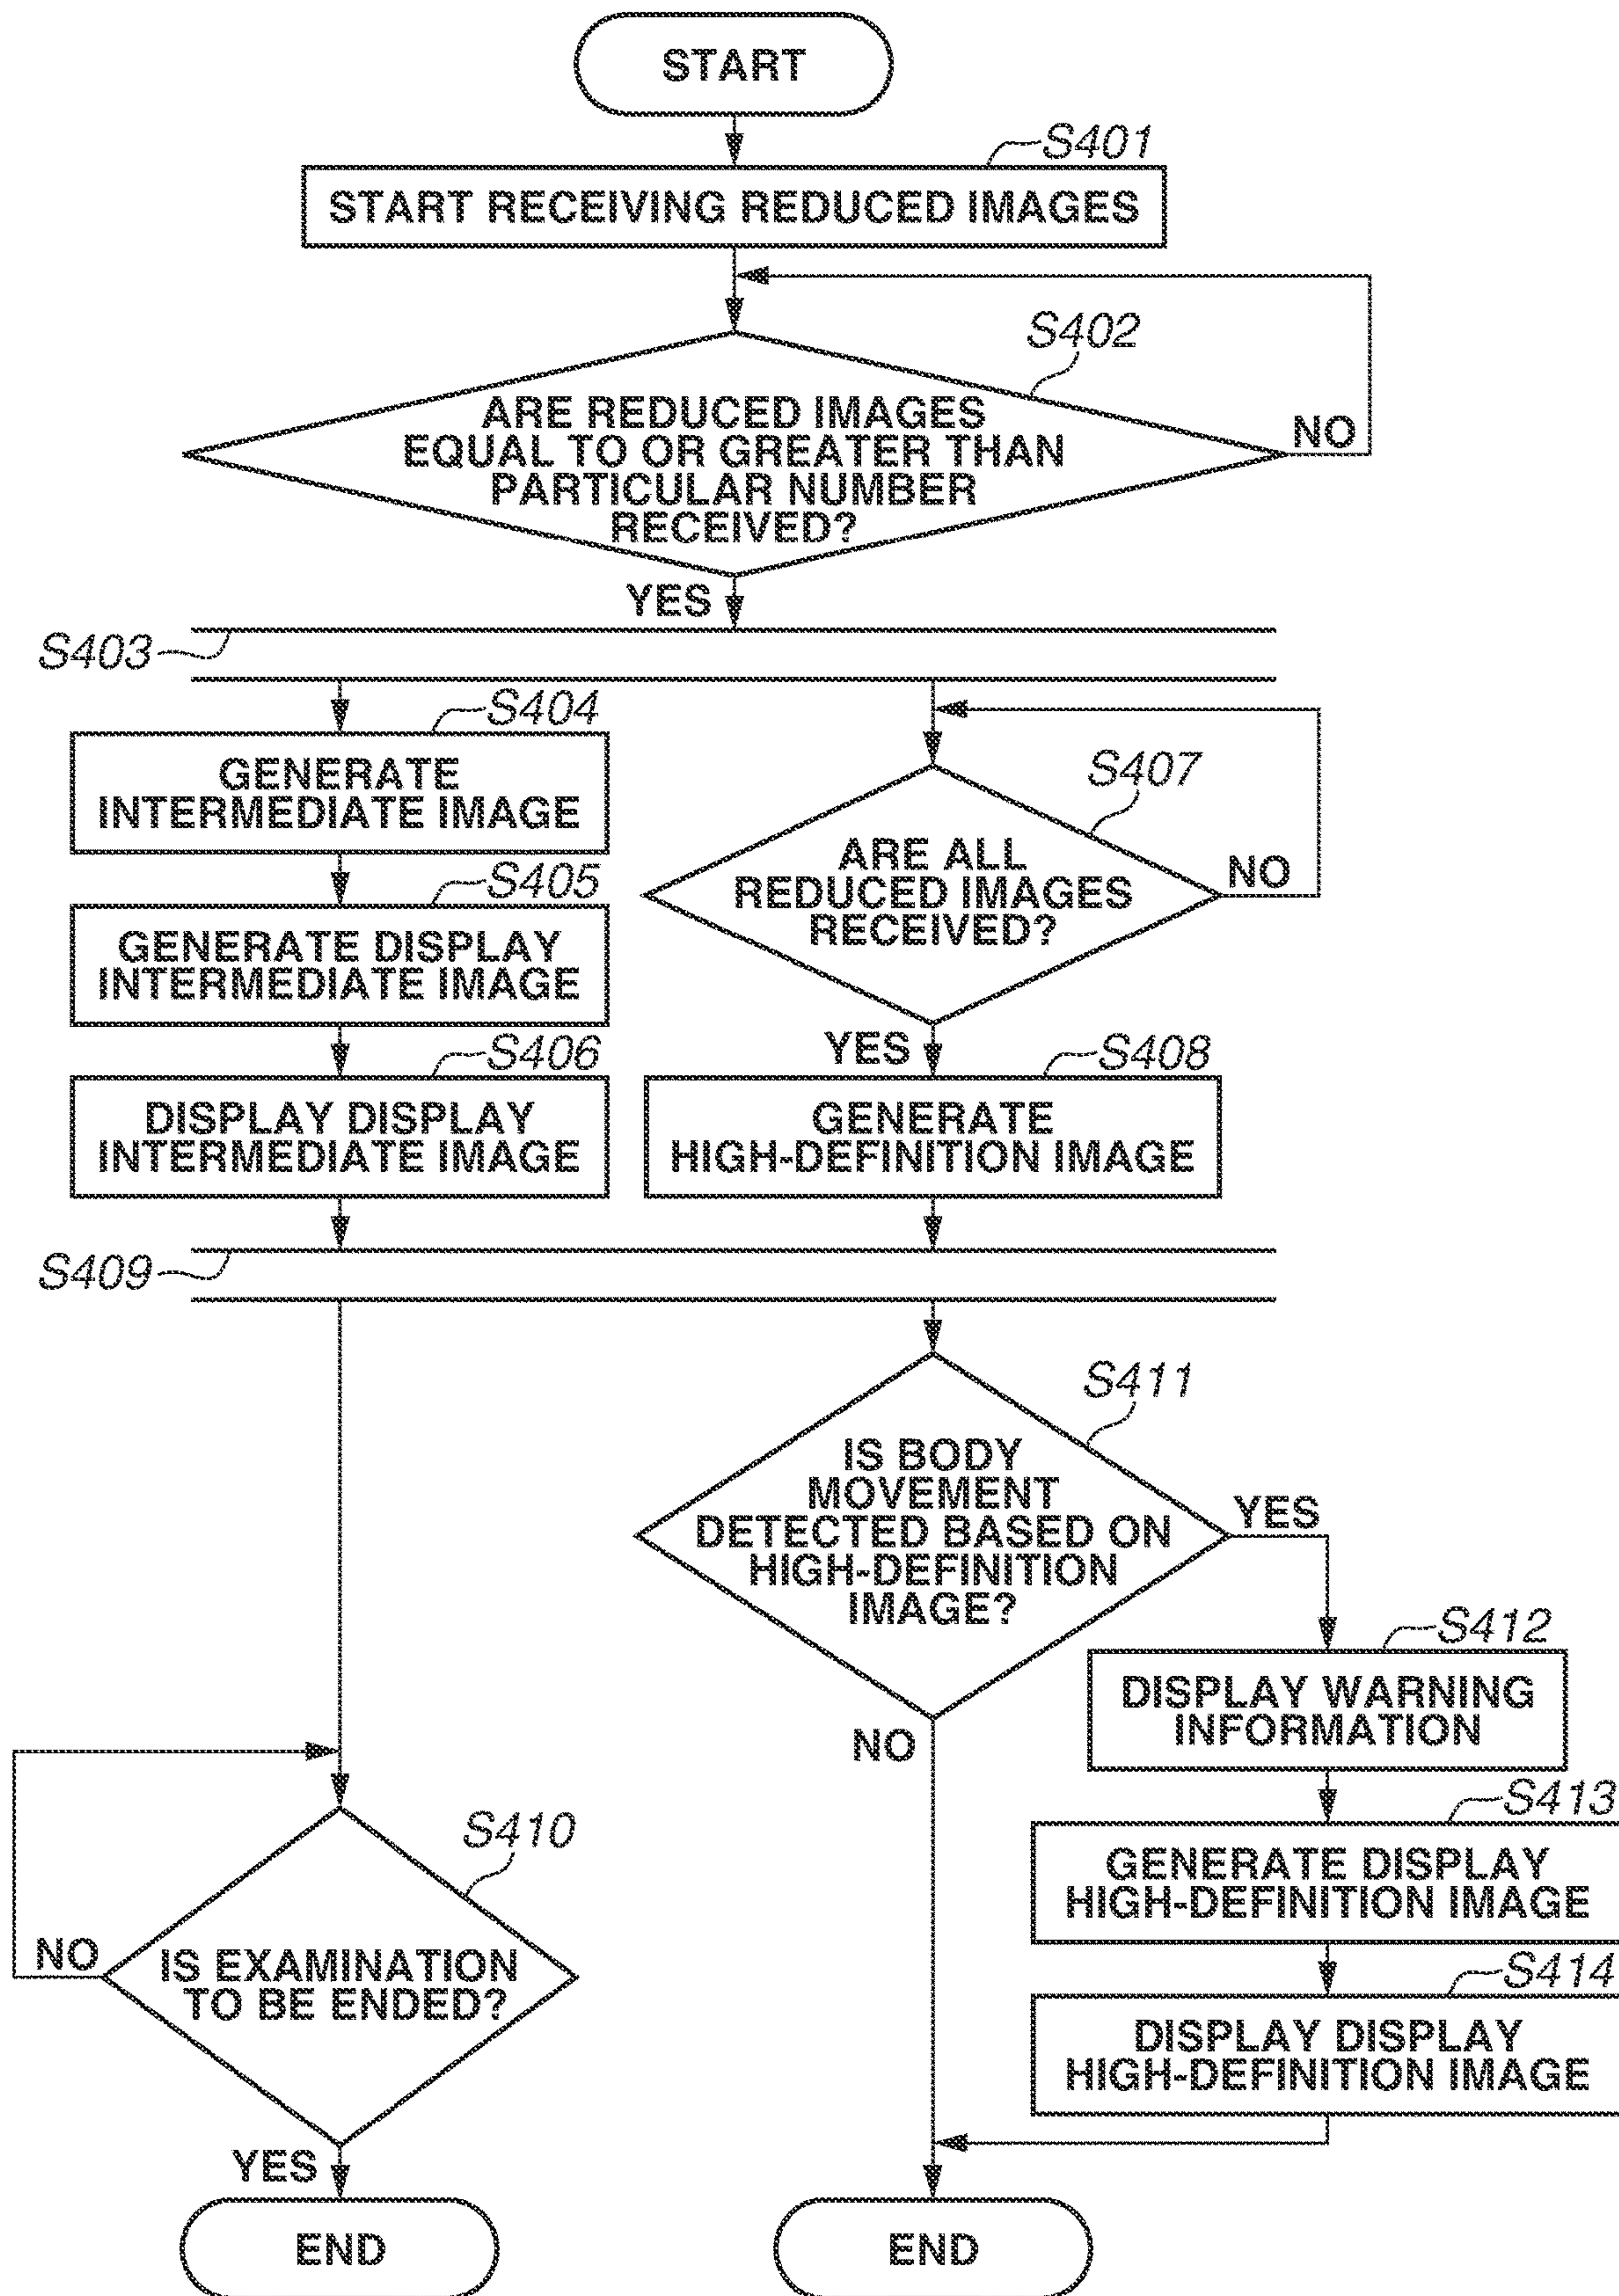 START
S401
START RECEIVING REDUCED IMAGES
S402
ARE REDUCED IMAGES
EQUAL TO OR GREATER THAN
PARTICULAR NUMBER
RECEIVED?
NO
YES
S403
S404
GENERATE
INTERMEDIATE IMAGE
S405
GENERATE DISPLAY
INTERMEDIATE IMAGE
S406
DISPLAY DISPLAY
INTERMEDIATE IMAGE
S407
ARE ALL
REDUCED IMAGES
RECEIVED?
NO
YES
S408
GENERATE
HIGH-DEFINITION IMAGE
S409
S410
IS EXAMINATION
TO BE ENDED?
NO
YES
END
S411
IS BODY
MOVEMENT
DETECTED BASED ON
HIGH-DEFINITION
IMAGE?
YES
NO
S412
DISPLAY WARNING
INFORMATION
S413
GENERATE DISPLAY
HIGH-DEFINITION IMAGE
S414
DISPLAY DISPLAY
HIGH-DEFINITION IMAGE
END